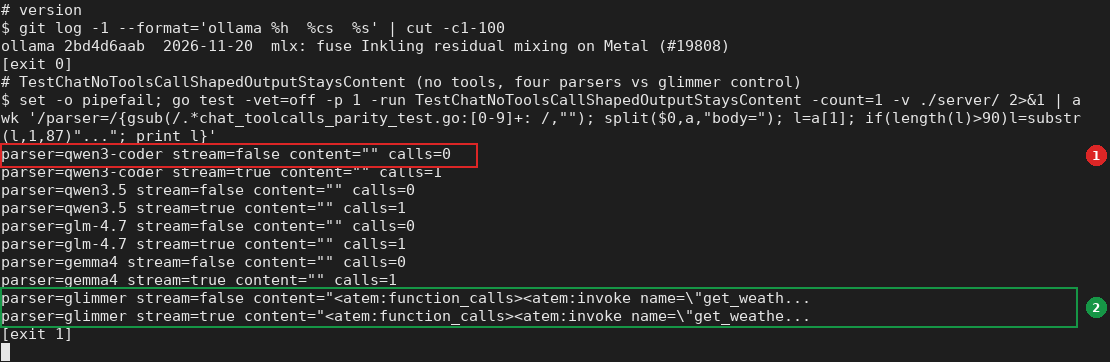 # version
$ git log -1 --format='ollama %h  %cs  %s' | cut -c1-100
ollama 2bd4d6aab  2026-11-20  mlx: fuse Inkling residual mixing on Metal (#19808)
[exit 0]
# TestChatNoToolsCallShapedOutputStaysContent (no tools, four parsers vs glimmer control)
$ set -o pipefail; go test -vet=off -p 1 -run TestChatNoToolsCallShapedOutputStaysContent -count=1 -v ./server/ 2>&1 | a
wk '/parser=/{gsub(/.*chat_toolcalls_parity_test.go:[0-9]+: /,""); split($0,a,"body="); l=a[1]; if(length(l)>90)l=substr
(l,1,87)"..."; print l}'
parser=qwen3-coder stream=false content="" calls=0
1
parser=qwen3-coder stream=true content="" calls=1
parser=qwen3.5 stream=false content="" calls=0
parser=qwen3.5 stream=true content="" calls=1
parser=glm-4.7 stream=false content="" calls=0
parser=glm-4.7 stream=true content="" calls=1
parser=gemma4 stream=false content="" calls=0
parser=gemma4 stream=true content="" calls=1
parser=glimmer stream=false content="<atem:function_calls><atem:invoke name=\"get_weath...
2
parser=glimmer stream=true content="<atem:function_calls><atem:invoke name=\"get_weathe...
[exit 1]